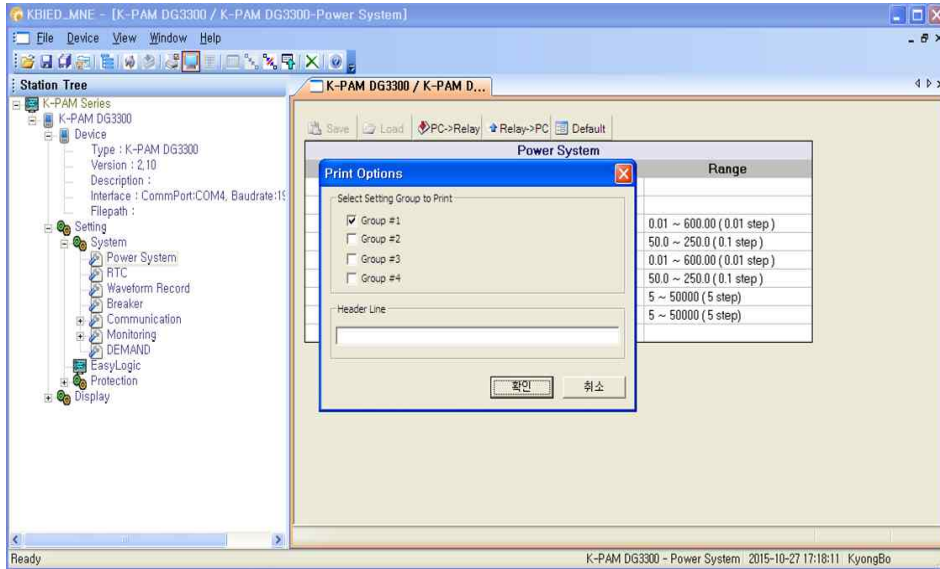 KBIED_MNE - [K-PAM DG3300 / K-PAM DG3300-Power System]
File Device View Window Help
Station Tree
K-PAM Series
K-PAM DG3300
Device
Type : K-PAM DG3300
Version : 2,10
Description :
Interface : CommPort:COM4, Baudrate:19
Filepath :
Setting
System
Power System
RTC
Waveform Record
Breaker
Communication
Monitoring
DEMAND
EasyLogic
Protection
Display
K-PAM DG3300 / K-PAM D...
Save Load PC->Relay Relay->PC Default
Power System
Range
0.01 ~ 600.00 ( 0.01 step )
50.0 ~ 250.0 ( 0.1 step )
0.01 ~ 600.00 ( 0.01 step )
50.0 ~ 250.0 ( 0.1 step )
5 ~ 50000 ( 5 step)
5 ~ 50000 ( 5 step)
Print Options
Select Setting Group to Print
Group #1
Group #2
Group #3
Group #4
Header Line
확인 취소
Ready
K-PAM DG3300 - Power System 2015-10-27 17:18:11 KyongBo